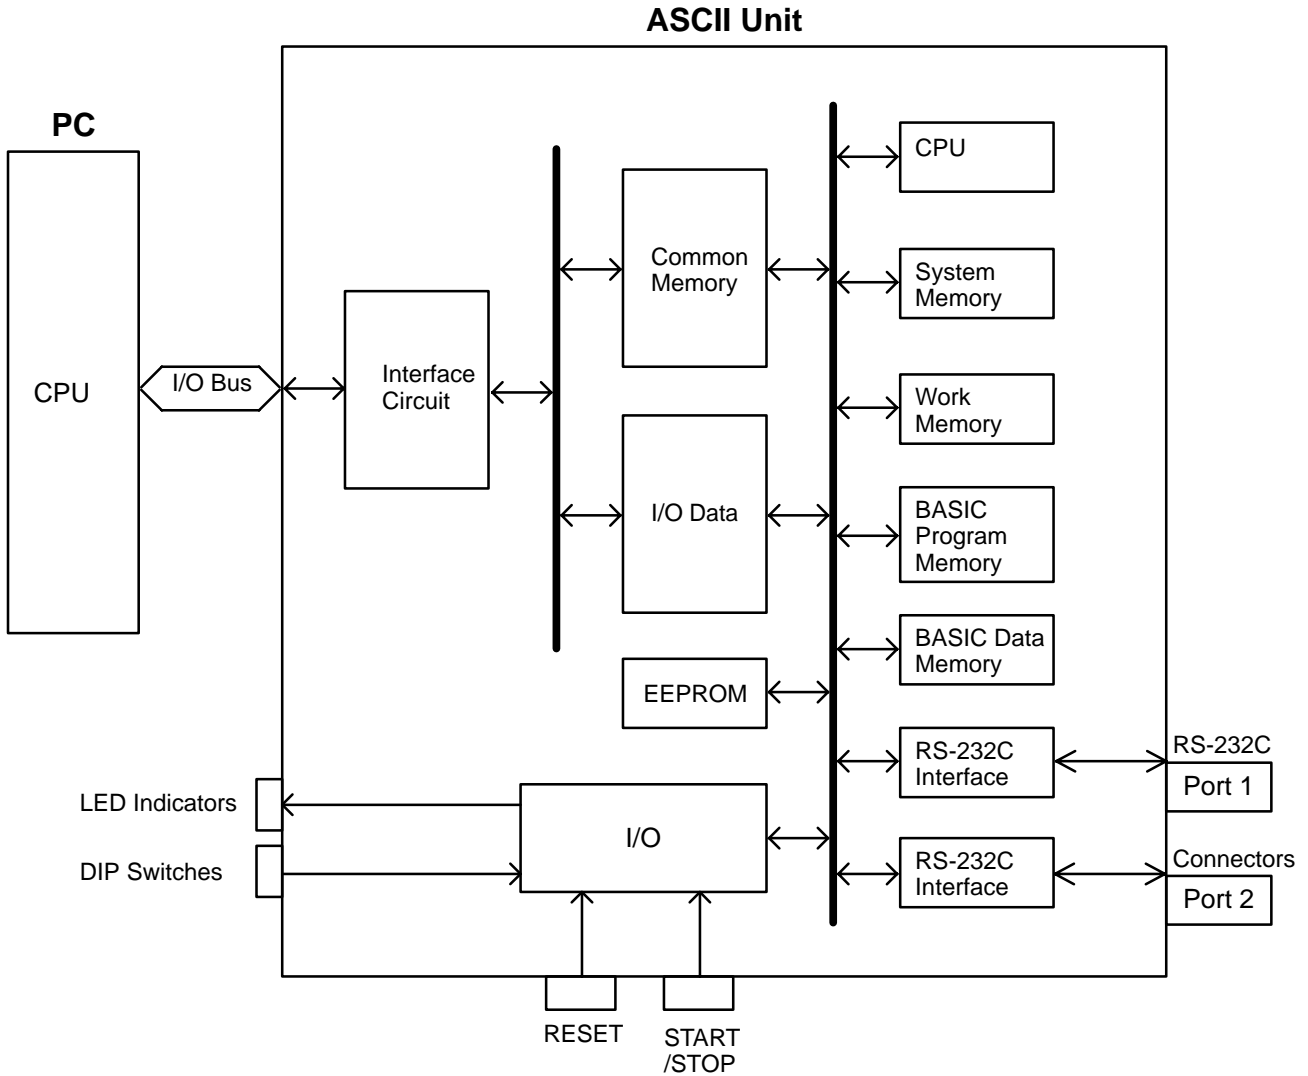 ASCII Unit
PC
CPU
I/O Bus
Interface
Circuit
Common
Memory
I/O Data
EEPROM
I/O
CPU
System
Memory
Work
Memory
BASIC
Program
Memory
BASIC Data
Memory
RS-232C
Interface
RS-232C
Interface
RS-232C
Port 1
Connectors
Port 2
LED Indicators
DIP Switches
RESET
START
/STOP